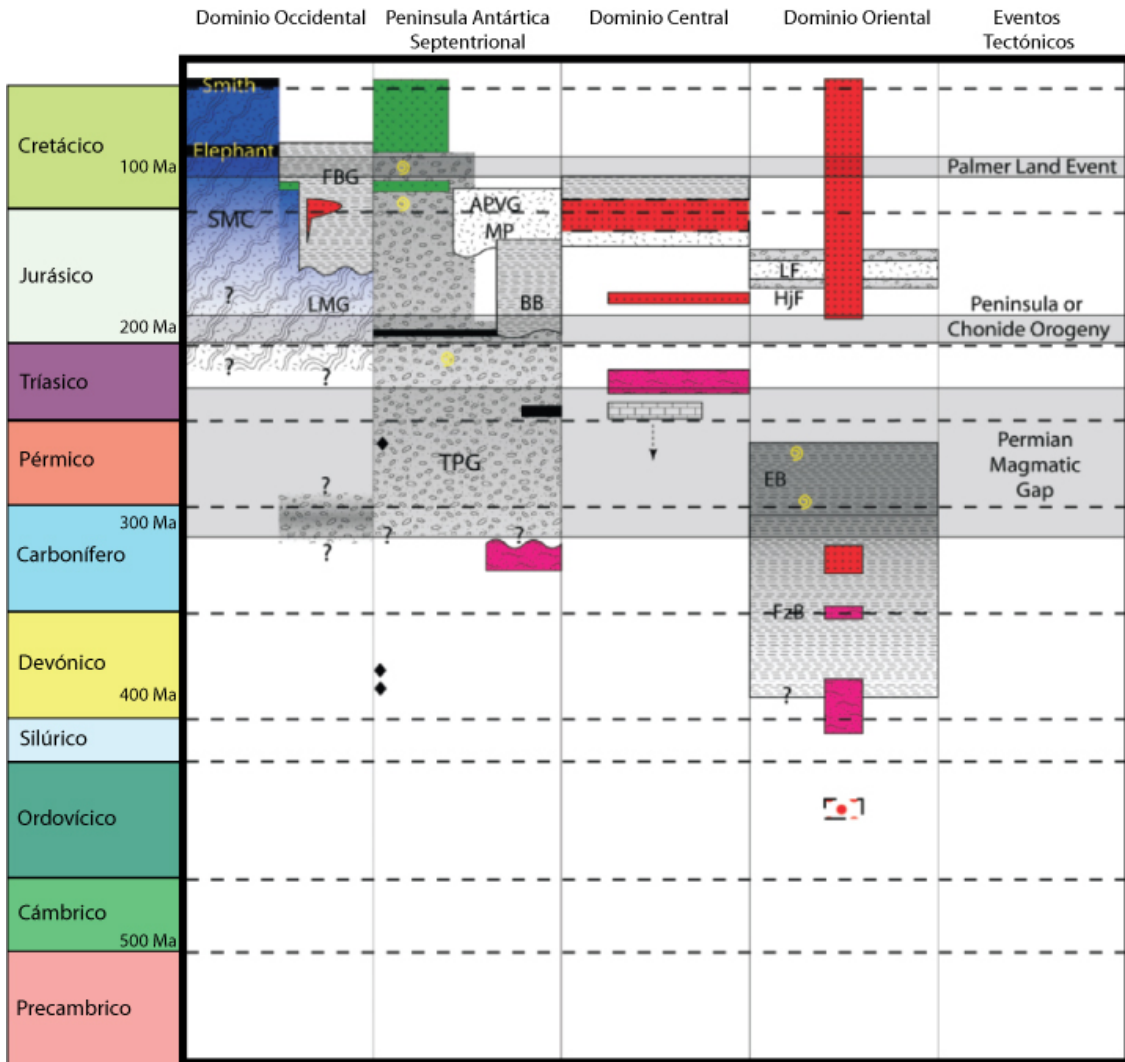 Dominio Occidental
Peninsula Antártica
Septentrional
Dominio Central
Dominio Oriental
Eventos
Tectónicos
Smith
Cretácico
Elephant
100 Ma
FBG
Palmer Land Event
SMC
APVG
MP
Jurásico
LF
?
LMG
BB
HjF
Peninsula or
200 Ma
Chonide Orogeny
?
?
Tríasico
Pérmico
TPG
EB
Permian
Magmatic
Gap
?
300 Ma
?
?
?
Carbonífero
FzB
Devónico
400 Ma
?
Silúrico
Ordovícico
Cámbrico
500 Ma
Precambrico